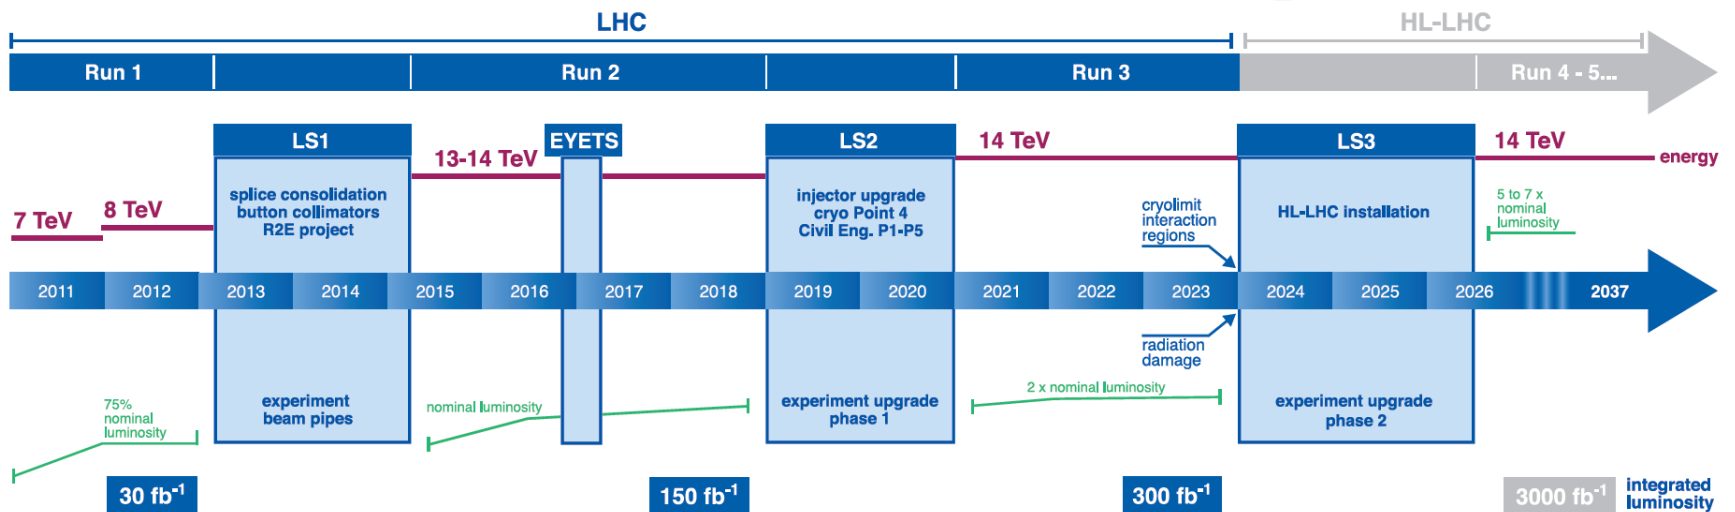 LHC
HL-LHC
Run 1
Run 2
Run 3
Run 4 - 5...
LS1
EYETS
LS2
14 TeV
LS3
14 TeV
energy
13-14 TeV
7 TeV
8 TeV
splice consolidation
button collimators
R2E project
injector upgrade
cryo Point 4
Civil Eng. P1-P5
cryolimit
interaction
regions
HL-LHC installation
5 to 7 x
nominal
luminosity
2011
2012
2013
2014
2015
2016
2017
2018
2019
2020
2021
2022
2023
2024
2025
2026
2037
radiation
damage
75%
nominal
luminosity
experiment
beam pipes
nominal luminosity
experiment upgrade
phase 1
2 x nominal luminosity
experiment upgrade
phase 2
30 fb⁻¹
150 fb⁻¹
300 fb⁻¹
3000 fb⁻¹
integrated
luminosity